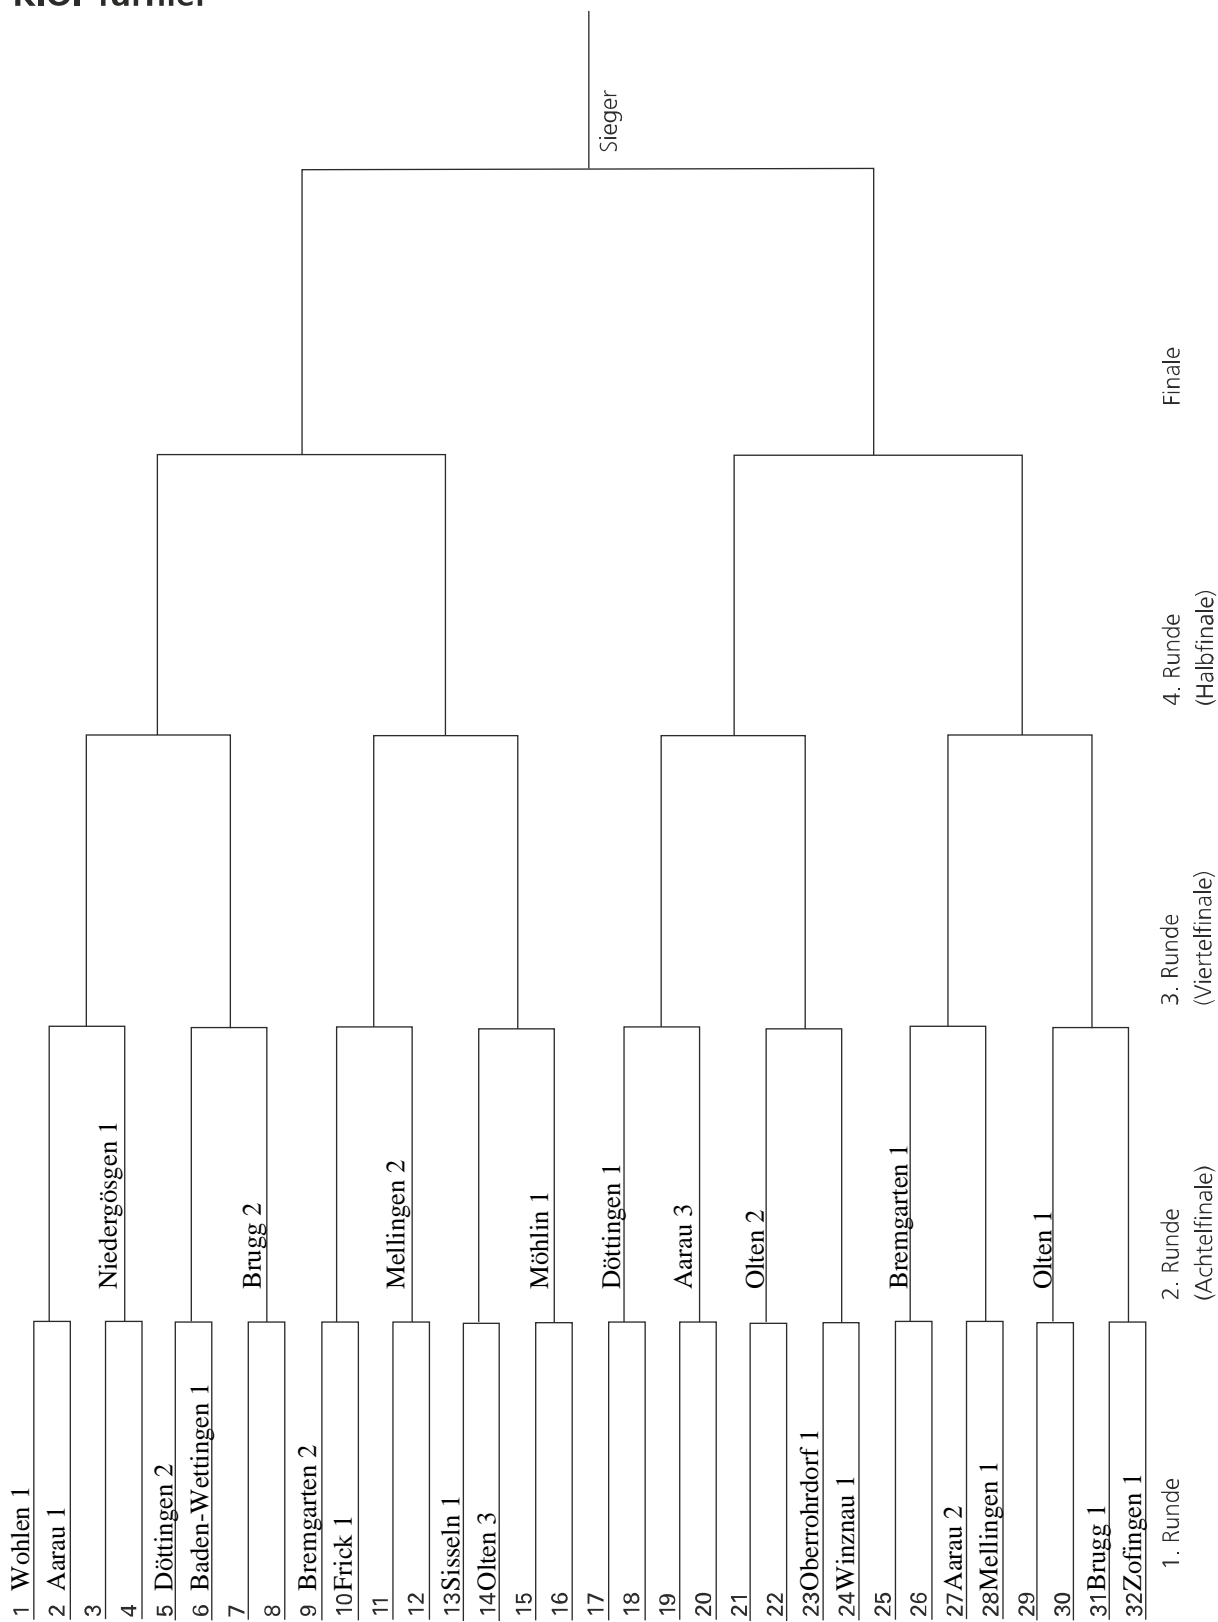 K.O.-Turnier
1 Wohlen 1
2 Aarau 1
3
4
5 Döttingen 2
6 Baden-Wettingen 1
7
8
9 Bremgarten 2
10 Frick 1
11
12
13 Sisseln 1
14 Olten 3
15
16
17
18
19
20
21
22
23 Oberrohrdorf 1
24 Winznau 1
25
26
27 Aarau 2
28 Mellingen 1
29
30
31 Brugg 1
32 Zofingen 1
1. Runde
Niedergösgen 1
Brugg 2
Mellingen 2
Möhlin 1
Döttingen 1
Aarau 3
Olten 2
Bremgarten 1
Olten 1
2. Runde
(Achtelfinale)
3. Runde
(Viertelfinale)
4. Runde
(Halbfinale)
Finale
Sieger